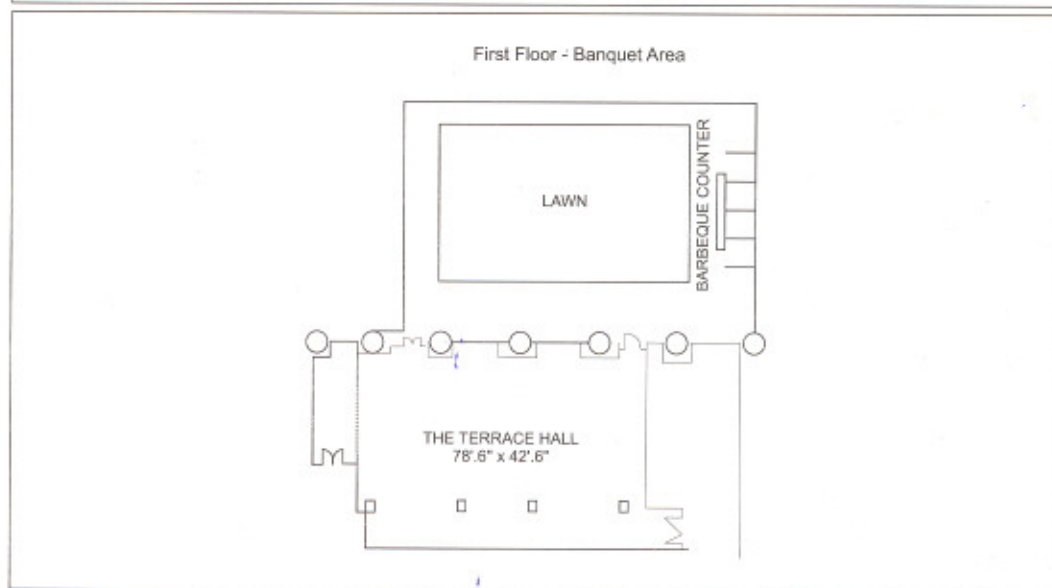 First Floor - Banquet Area
LAWN
BARBEQUE COUNTER
THE TERRACE HALL
78'.6" x 42'.6"